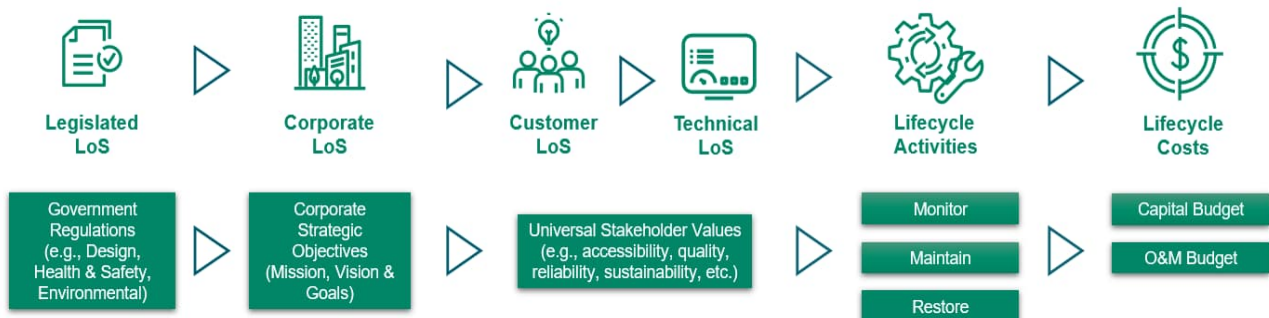 Legislated
LoS
Corporate
LoS
Customer
LoS
Technical
LoS
Lifecycle
Activities
Lifecycle
Costs
$
Government
Regulations
(e.g., Design,
Health & Safety,
Environmental)
Corporate
Strategic
Objectives
(Mission, Vision &
Goals)
Universal Stakeholder Values
(e.g., accessibility, quality,
reliability, sustainability, etc.)
Monitor
Maintain
Restore
Capital Budget
O&M Budget